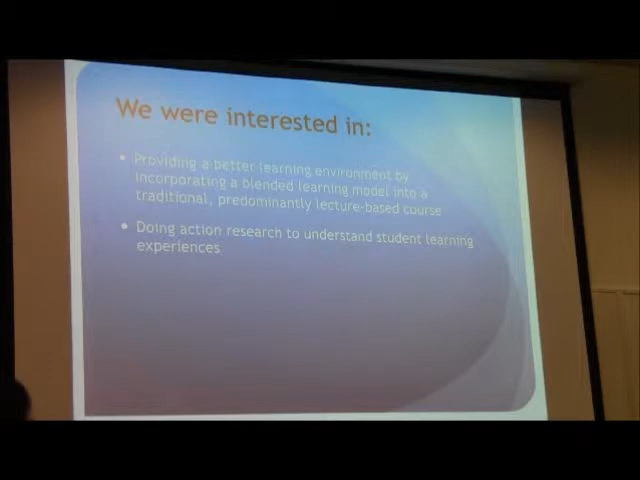 We were interested in:
• Providing a better learning environment by
incorporating a blended learning model into a
traditional, predominantly lecture-based course
• Doing action research to understand student learning
experiences